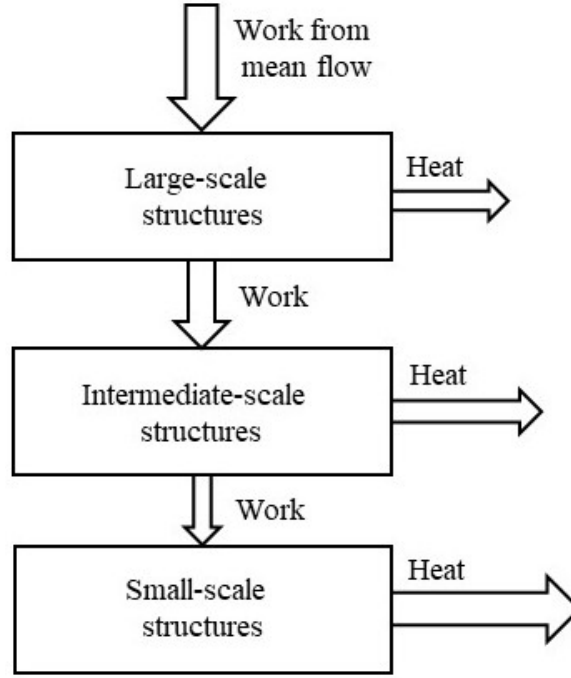 Work from
mean flow
Large-scale
structures
Heat
Work
Intermediate-scale
structures
Heat
Work
Small-scale
structures
Heat